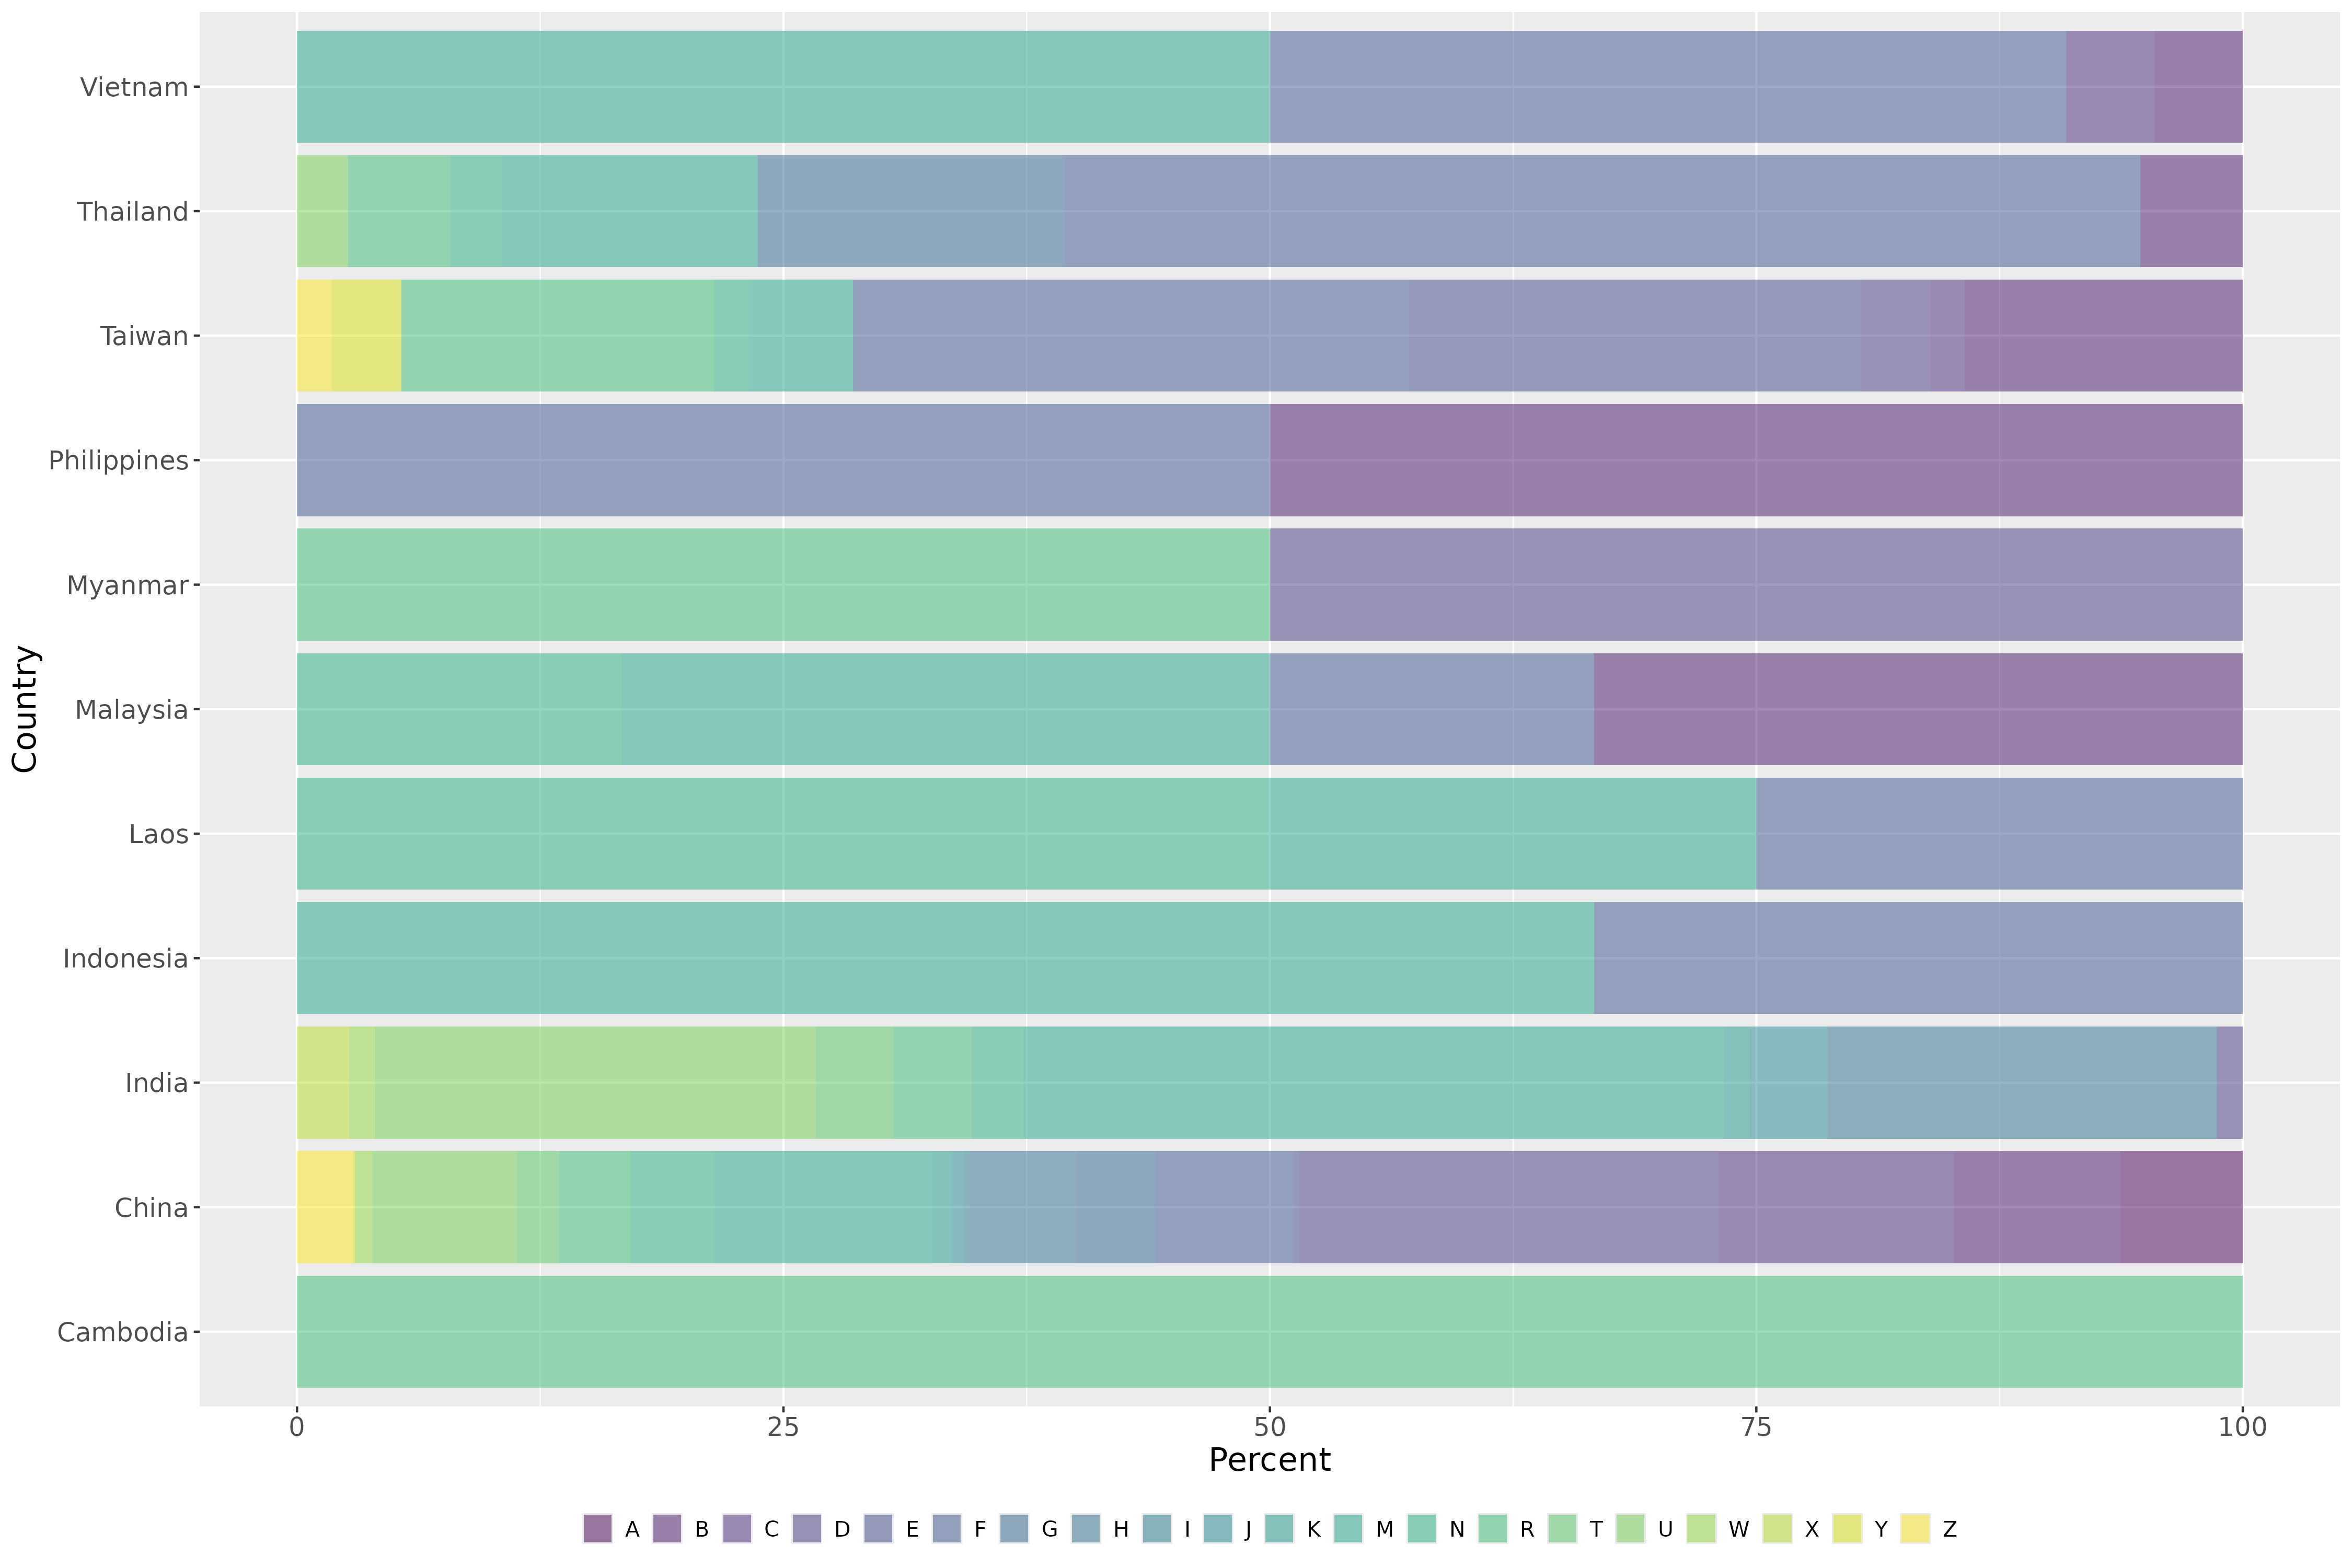 Country
Vietnam
Thailand
Taiwan
Philippines
Myanmar
Malaysia
Laos
Indonesia
India
China
Cambodia
0 25 50 75 100
Percent
A B C D E F G H I J K M N R T U W X Y Z